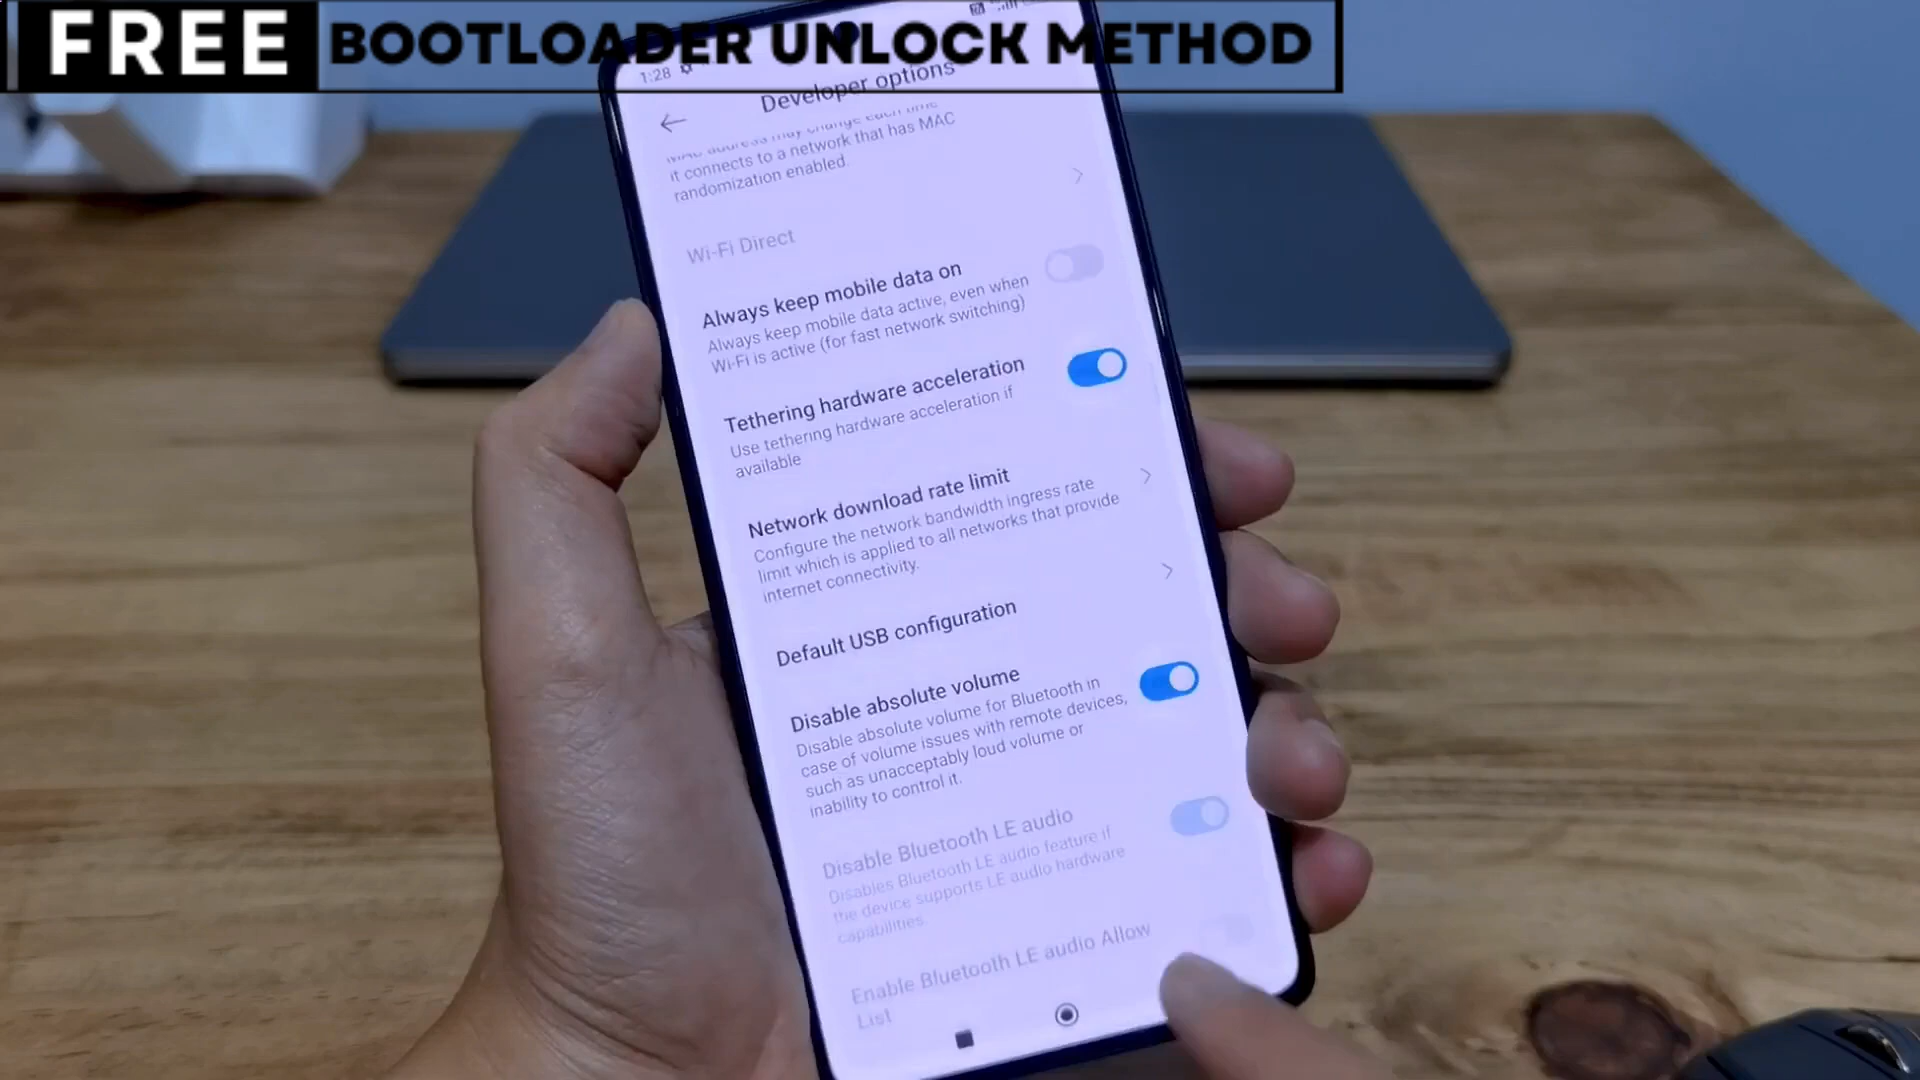 FREE BOOTLOADER UNLOCK METHOD
1:28
Developer options
MAC address may change each time
it connects to a network that has MAC
randomization enabled.
Wi-Fi Direct
Always keep mobile data on
Always keep mobile data active, even when
Wi-Fi is active (for fast network switching)
Tethering hardware acceleration
Use tethering hardware acceleration if
available
Network download rate limit
Configure the network bandwidth ingress rate
limit which is applied to all networks that provide
internet connectivity.
Default USB configuration
Disable absolute volume
Disable absolute volume for Bluetooth in
case of volume issues with remote devices,
such as unacceptably loud volume or
inability to control it.
Disable Bluetooth LE audio
Disables Bluetooth LE audio feature if
the device supports LE audio hardware
capabilities
Enable Bluetooth LE audio Allow
List